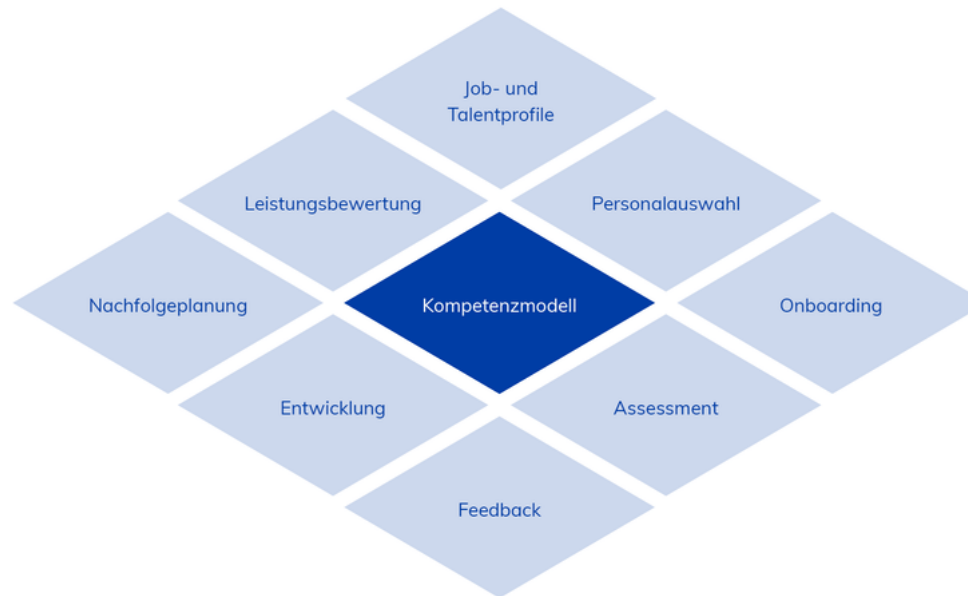 Job- und
Talentprofile
Leistungsbewertung
Personalauswahl
Nachfolgeplanung
Kompetenzmodell
Onboarding
Entwicklung
Assessment
Feedback